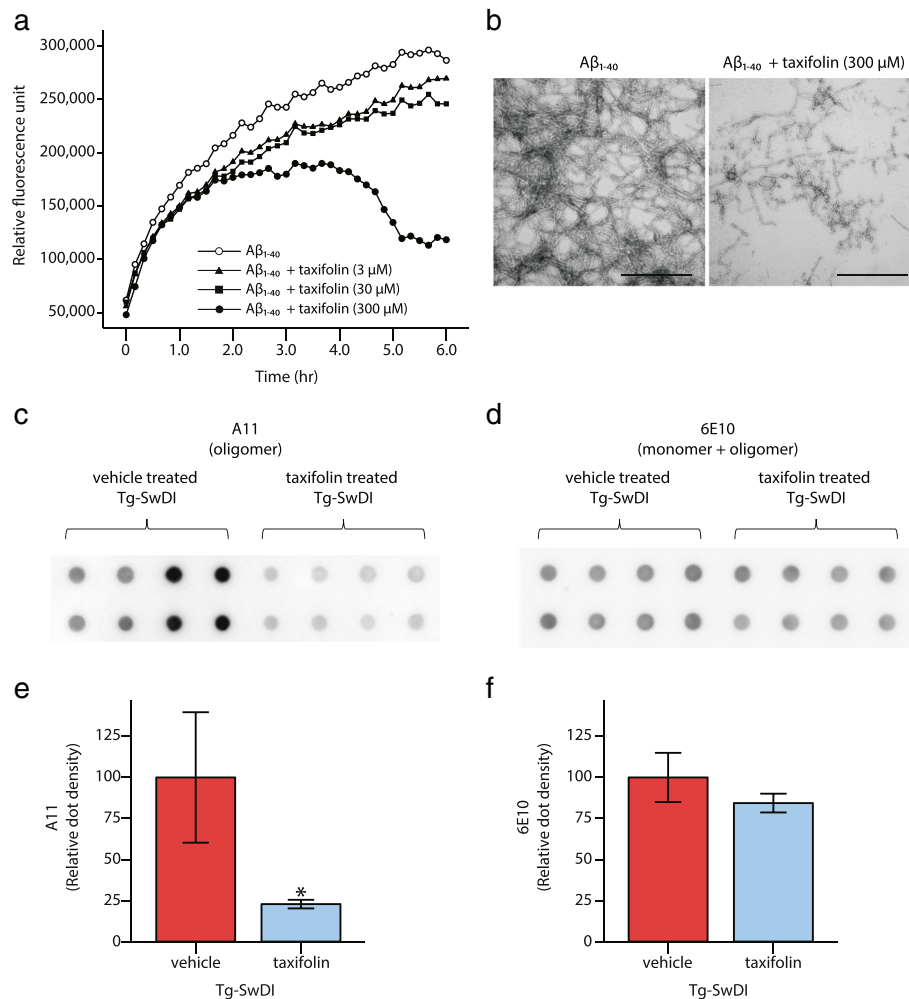 a
300,000
250,000
200,000
150,000
100,000
50,000
Relative fluorescence unit
0 1.0 2.0 3.0 4.0 5.0 6.0
Time (hr)
Aβ1-40
Aβ1-40 + taxifolin (3 μM)
Aβ1-40 + taxifolin (30 μM)
Aβ1-40 + taxifolin (300 μM)
b
Aβ1-40
Aβ1-40 + taxifolin (300 μM)
c
A11
(oligomer)
vehicle treated
Tg-SwDI
taxifolin treated
Tg-SwDI
d
6E10
(monomer + oligomer)
vehicle treated
Tg-SwDI
taxifolin treated
Tg-SwDI
e
A11
(Relative dot density)
125
100
75
50
25
0
*
vehicle taxifolin
Tg-SwDI
f
6E10
(Relative dot density)
125
100
75
50
25
0
vehicle taxifolin
Tg-SwDI